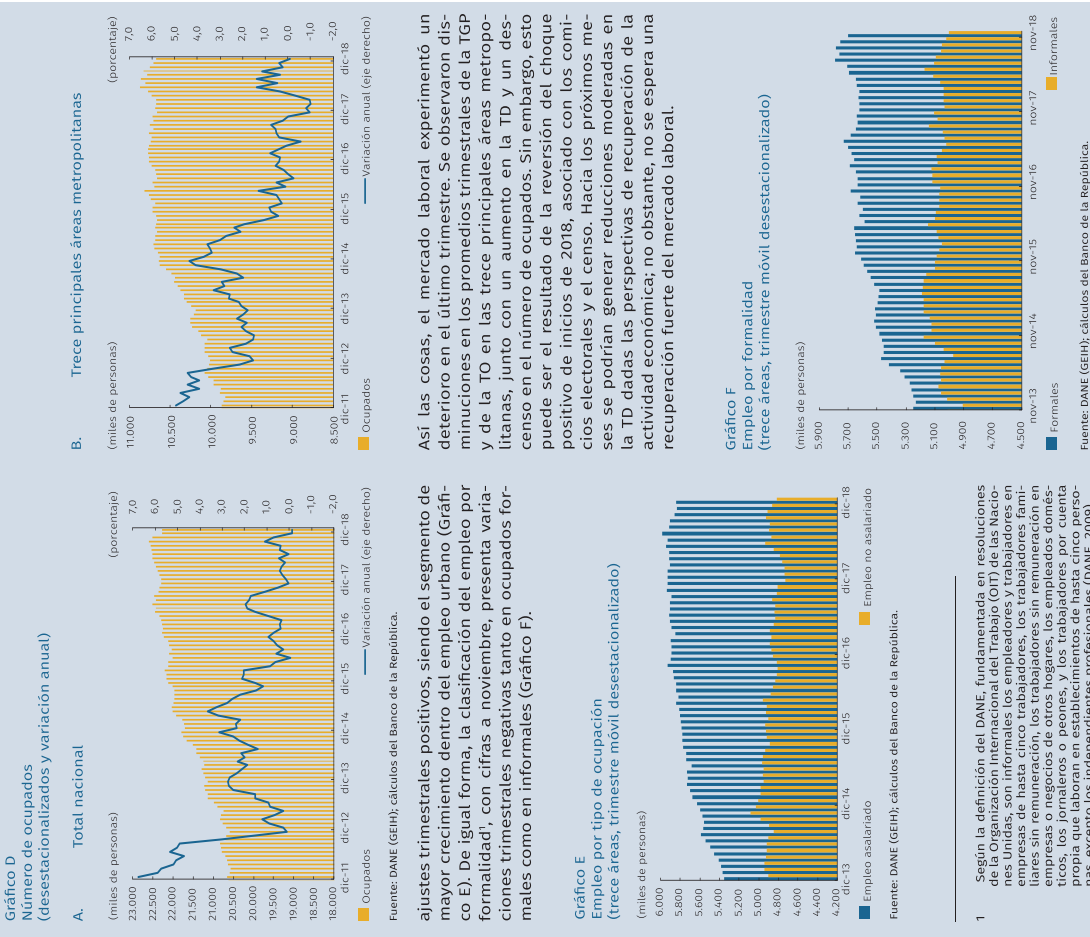 Gráfico D
Número de ocupados
(desestacionalizados y variación anual)
A. Total nacional
(miles de personas)
(porcentaje)
23.000
22.500
22.000
21.500
21.000
20.500
20.000
19.500
19.000
18.500
18.000
7,0
6,0
5,0
4,0
3,0
2,0
1,0
0,0
-1,0
-2,0
dic-11
dic-12
dic-13
dic-14
dic-15
dic-16
dic-17
dic-18
Ocupados
Variación anual (eje derecho)
Fuente: DANE (GEIH); cálculos del Banco de la República.
ajustes trimestrales positivos, siendo el segmento de
mayor crecimiento dentro del empleo urbano (Gráfi-
co E). De igual forma, la clasificación del empleo por
formalidad¹, con cifras a noviembre, presenta varia-
ciones trimestrales negativas tanto en ocupados for-
males como en informales (Gráfico F).
Gráfico E
Empleo por tipo de ocupación
(trece áreas, trimestre móvil desestacionalizado)
(miles de personas)
6.000
5.800
5.600
5.400
5.200
5.000
4.800
4.600
4.400
4.200
dic-13
dic-14
dic-15
dic-16
dic-17
dic-18
Empleo asalariado
Empleo no asalariado
Fuente: DANE (GEIH); cálculos del Banco de la República.
1 Según la definición del DANE, fundamentada en resoluciones
de la Organización Internacional del Trabajo (OIT) de las Nacio-
nes Unidas, son informales los empleadores y trabajadores en
empresas de hasta cinco trabajadores, los trabajadores fami-
liares sin remuneración, los trabajadores sin remuneración en
empresas o negocios de otros hogares, los empleados domés-
ticos, los jornaleros o peones, y los trabajadores por cuenta
propia que laboran en establecimientos de hasta cinco perso-
nas excepto los independientes profesionales (DANE, 2009).
B. Trece principales áreas metropolitanas
(miles de personas)
(porcentaje)
11.000
10.500
10.000
9.500
9.000
8.500
7,0
6,0
5,0
4,0
3,0
2,0
1,0
0,0
-1,0
-2,0
dic-11
dic-12
dic-13
dic-14
dic-15
dic-16
dic-17
dic-18
Ocupados
Variación anual (eje derecho)
Así las cosas, el mercado laboral experimentó un
deterioro en el último trimestre. Se observaron dis-
minuciones en los promedios trimestrales de la TGP
y de la TO en las trece principales áreas metropo-
litanas, junto con un aumento en la TD y un des-
censo en el número de ocupados. Sin embargo, esto
puede ser el resultado de la reversión del choque
positivo de inicios de 2018, asociado con los comi-
cios electorales y el censo. Hacia los próximos me-
ses se podrían generar reducciones moderadas en
la TD dadas las perspectivas de recuperación de la
actividad económica; no obstante, no se espera una
recuperación fuerte del mercado laboral.
Gráfico F
Empleo por formalidad
(trece áreas, trimestre móvil desestacionalizado)
(miles de personas)
5.900
5.700
5.500
5.300
5.100
4.900
4.700
4.500
nov-13
nov-14
nov-15
nov-16
nov-17
nov-18
Formales
Informales
Fuente: DANE (GEIH); cálculos del Banco de la República.